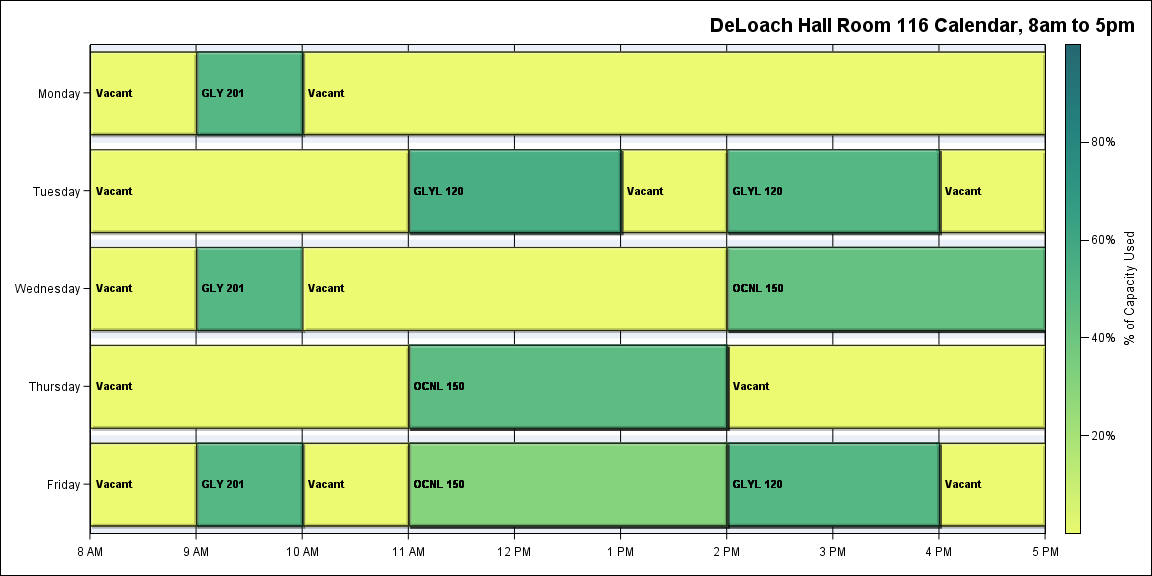 DeLoach Hall Room 116 Calendar, 8am to 5pm
Monday
Vacant
GLY 201
Vacant
Tuesday
Vacant
GLYL 120
Vacant
GLYL 120
Vacant
Wednesday
Vacant
GLY 201
Vacant
OCNL 150
Thursday
Vacant
OCNL 150
Vacant
Friday
Vacant
GLY 201
Vacant
OCNL 150
GLYL 120
Vacant
8 AM
9 AM
10 AM
11 AM
12 PM
1 PM
2 PM
3 PM
4 PM
5 PM
80%
60%
40%
20%
% of Capacity Used